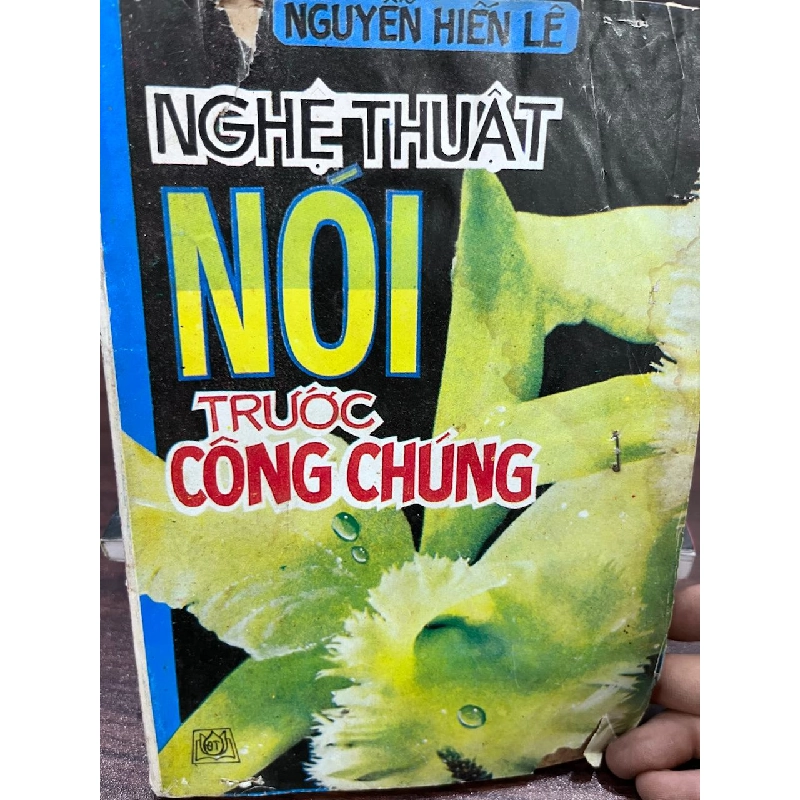 NGUYỄN HIẾN LÊ
NGHỆ THUẬT
NÓI
TRƯỚC
CÔNG CHÚNG